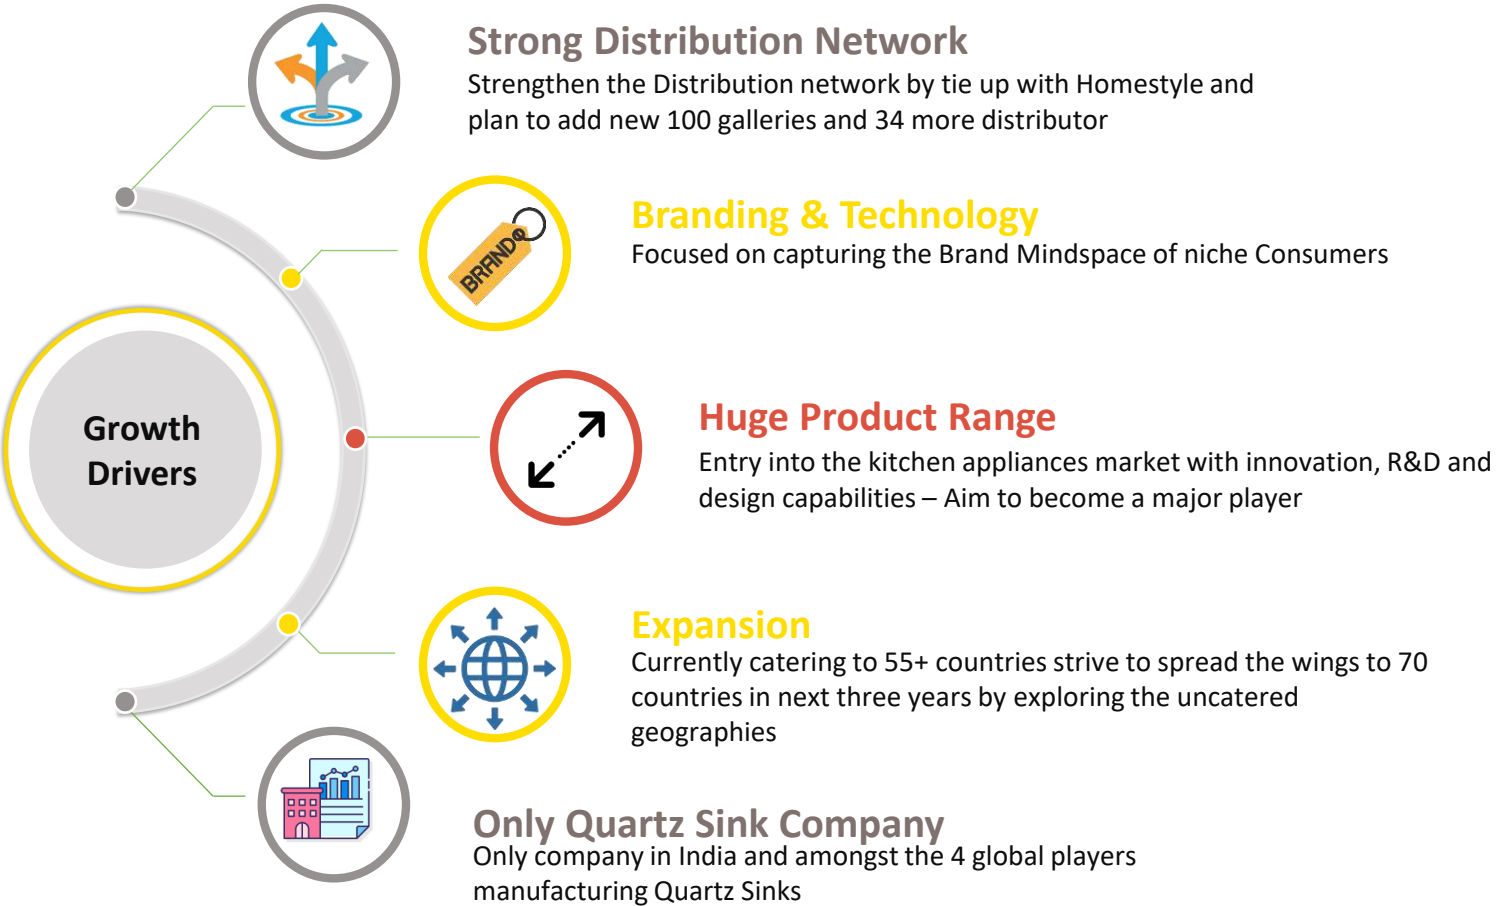 Strong Distribution Network
Strengthen the Distribution network by tie up with Homestyle and
plan to add new 100 galleries and 34 more distributor
BRAND
Branding & Technology
Focused on capturing the Brand Mindspace of niche Consumers
Growth
Drivers
Huge Product Range
Entry into the kitchen appliances market with innovation, R&D and
design capabilities – Aim to become a major player
Expansion
Currently catering to 55+ countries strive to spread the wings to 70
countries in next three years by exploring the uncatered
geographies
Only Quartz Sink Company
Only company in India and amongst the 4 global players
manufacturing Quartz Sinks